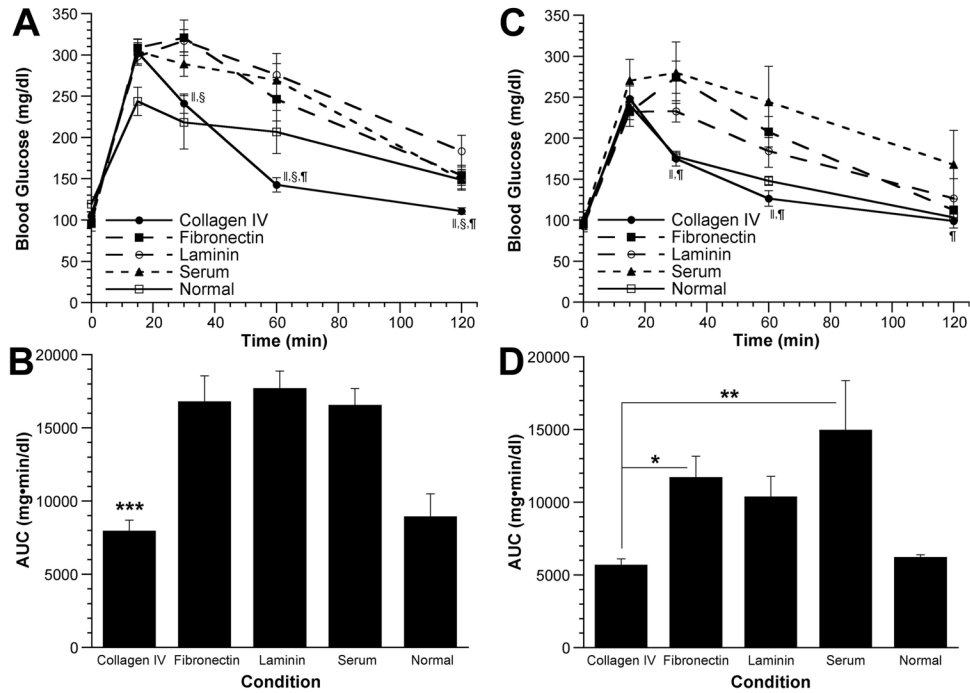 A
Blood Glucose (mg/dl)
350
300
250
200
150
100
50
0
0 20 40 60 80 100 120
Time (min)
Collagen IV
Fibronectin
Laminin
Serum
Normal
||,§
||,§,¶
||,§,¶
C
Blood Glucose (mg/dl)
350
300
250
200
150
100
50
0
0 20 40 60 80 100 120
Time (min)
Collagen IV
Fibronectin
Laminin
Serum
Normal
||,¶
||,¶
¶
B
AUC (mg•min/dl)
20000
15000
10000
5000
0
***
Collagen IV Fibronectin Laminin Serum Normal
Condition
D
AUC (mg•min/dl)
20000
15000
10000
5000
0
**
*
Collagen IV Fibronectin Laminin Serum Normal
Condition